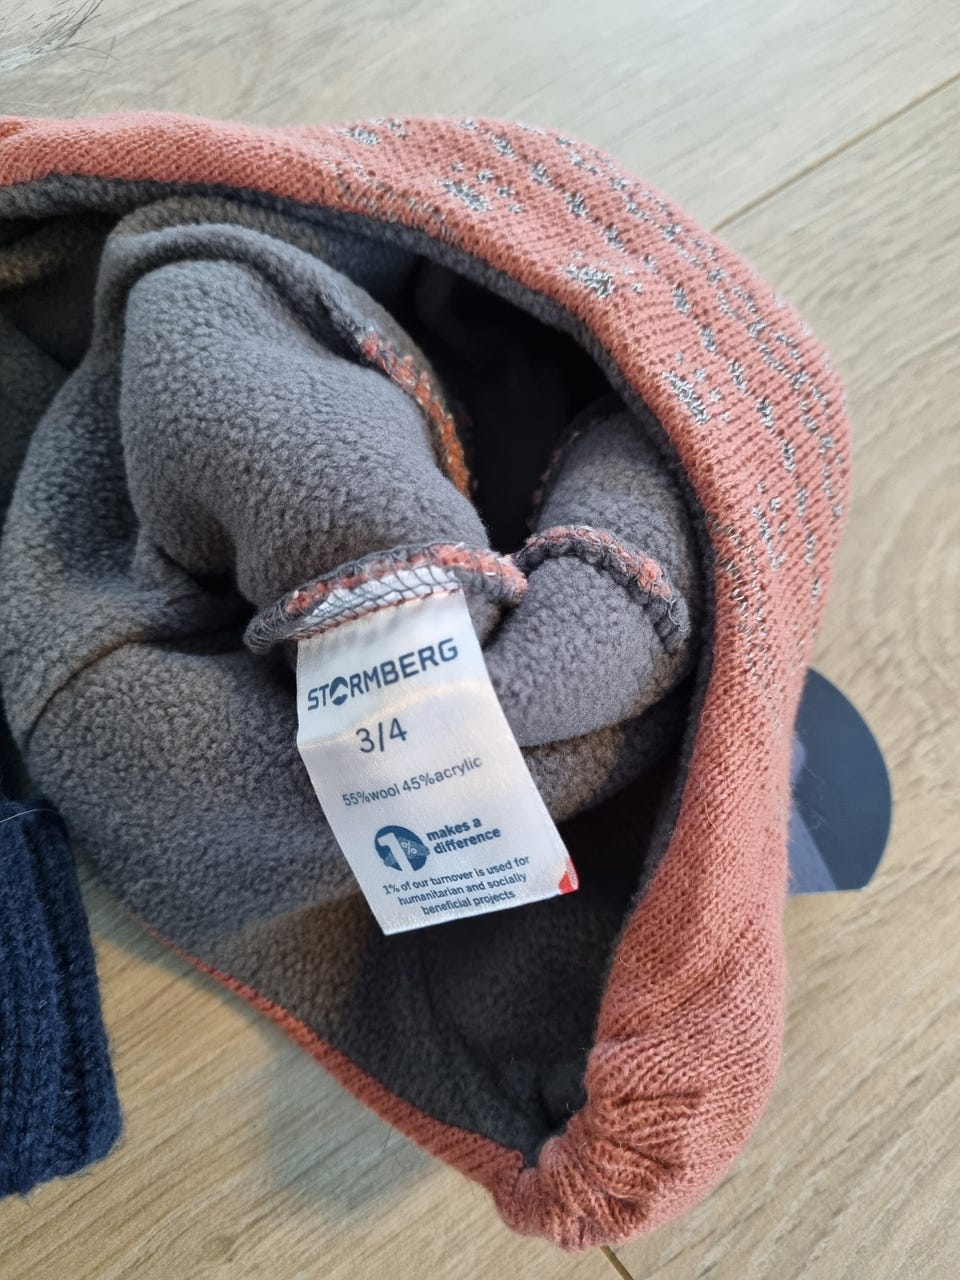 STORMBERG
3/4
55%wool 45%acrylic
1% makes a
difference
1% of our turnover is used for
humanitarian and socially
beneficial projects